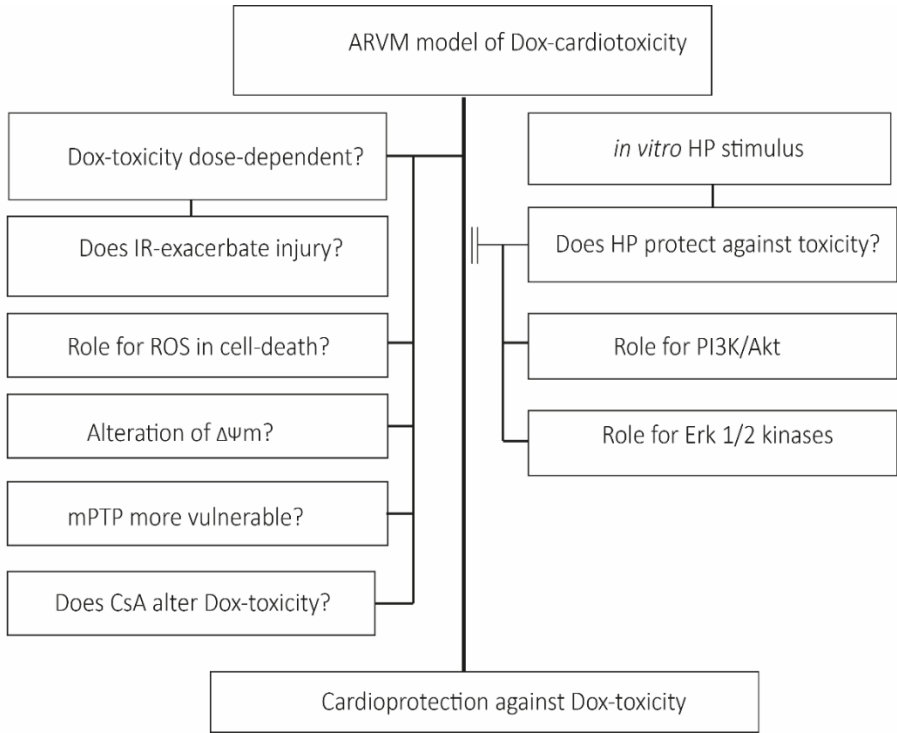 ARVM model of Dox-cardiotoxicity
Dox-toxicity dose-dependent?
Does IR-exacerbate injury?
Role for ROS in cell-death?
Alteration of ΔΨm?
mPTP more vulnerable?
Does CsA alter Dox-toxicity?
in vitro HP stimulus
Does HP protect against toxicity?
Role for PI3K/Akt
Role for Erk 1/2 kinases
Cardioprotection against Dox-toxicity